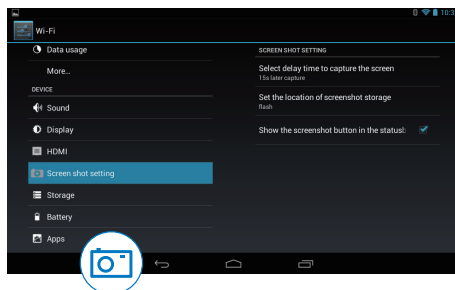 10:3
Wi-Fi
Data usage
More...
DEVICE
Sound
Display
HDMI
Screen shot setting
Storage
Battery
Apps
SCREEN SHOT SETTING
Select delay time to capture the screen
15s later capture
Set the location of screenshot storage
flash
Show the screenshot button in the statusb